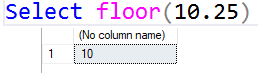 Select floor(10.25)
(No column name)
1 10